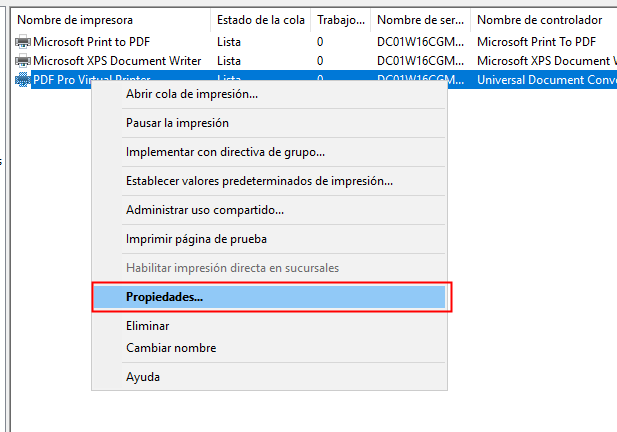 Nombre de impresora Estado de la cola Trabajo... Nombre de ser... Nombre de controlador
Microsoft Print to PDF Lista 0 DC01W16CGM... Microsoft Print To PDF
Microsoft XPS Document Writer Lista 0 DC01W16CGM... Microsoft XPS Document
PDF Pro Virtual Printer Lista 0 DC01W16CGM... Universal Document Conv
Abrir cola de impresión...
Pausar la impresión
Implementar con directiva de grupo...
Establecer valores predeterminados de impresión...
Administrar uso compartido...
Imprimir página de prueba
Habilitar impresión directa en sucursales
Propiedades...
Eliminar
Cambiar nombre
Ayuda